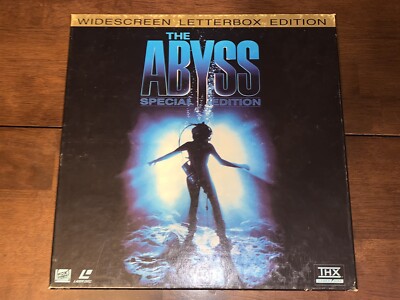 WIDESCREEN LETTERBOX EDITION
THE
ABYSS
SPECIAL EDITION
THX